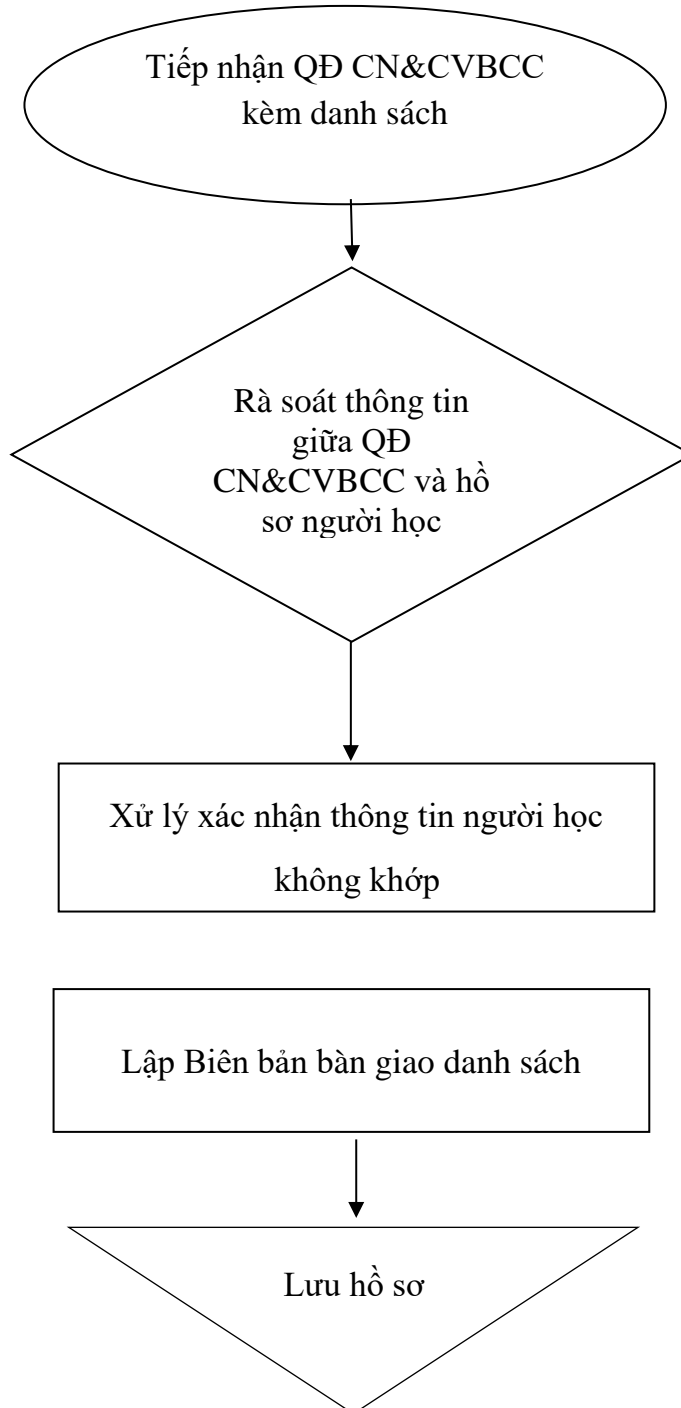 Tiếp nhận QĐ CN&CVBCC
kèm danh sách
Rà soát thông tin
giữa QĐ
CN&CVBCC và hồ
sơ người học
Xử lý xác nhận thông tin người học
không khớp
Lập Biên bản bàn giao danh sách
Lưu hồ sơ